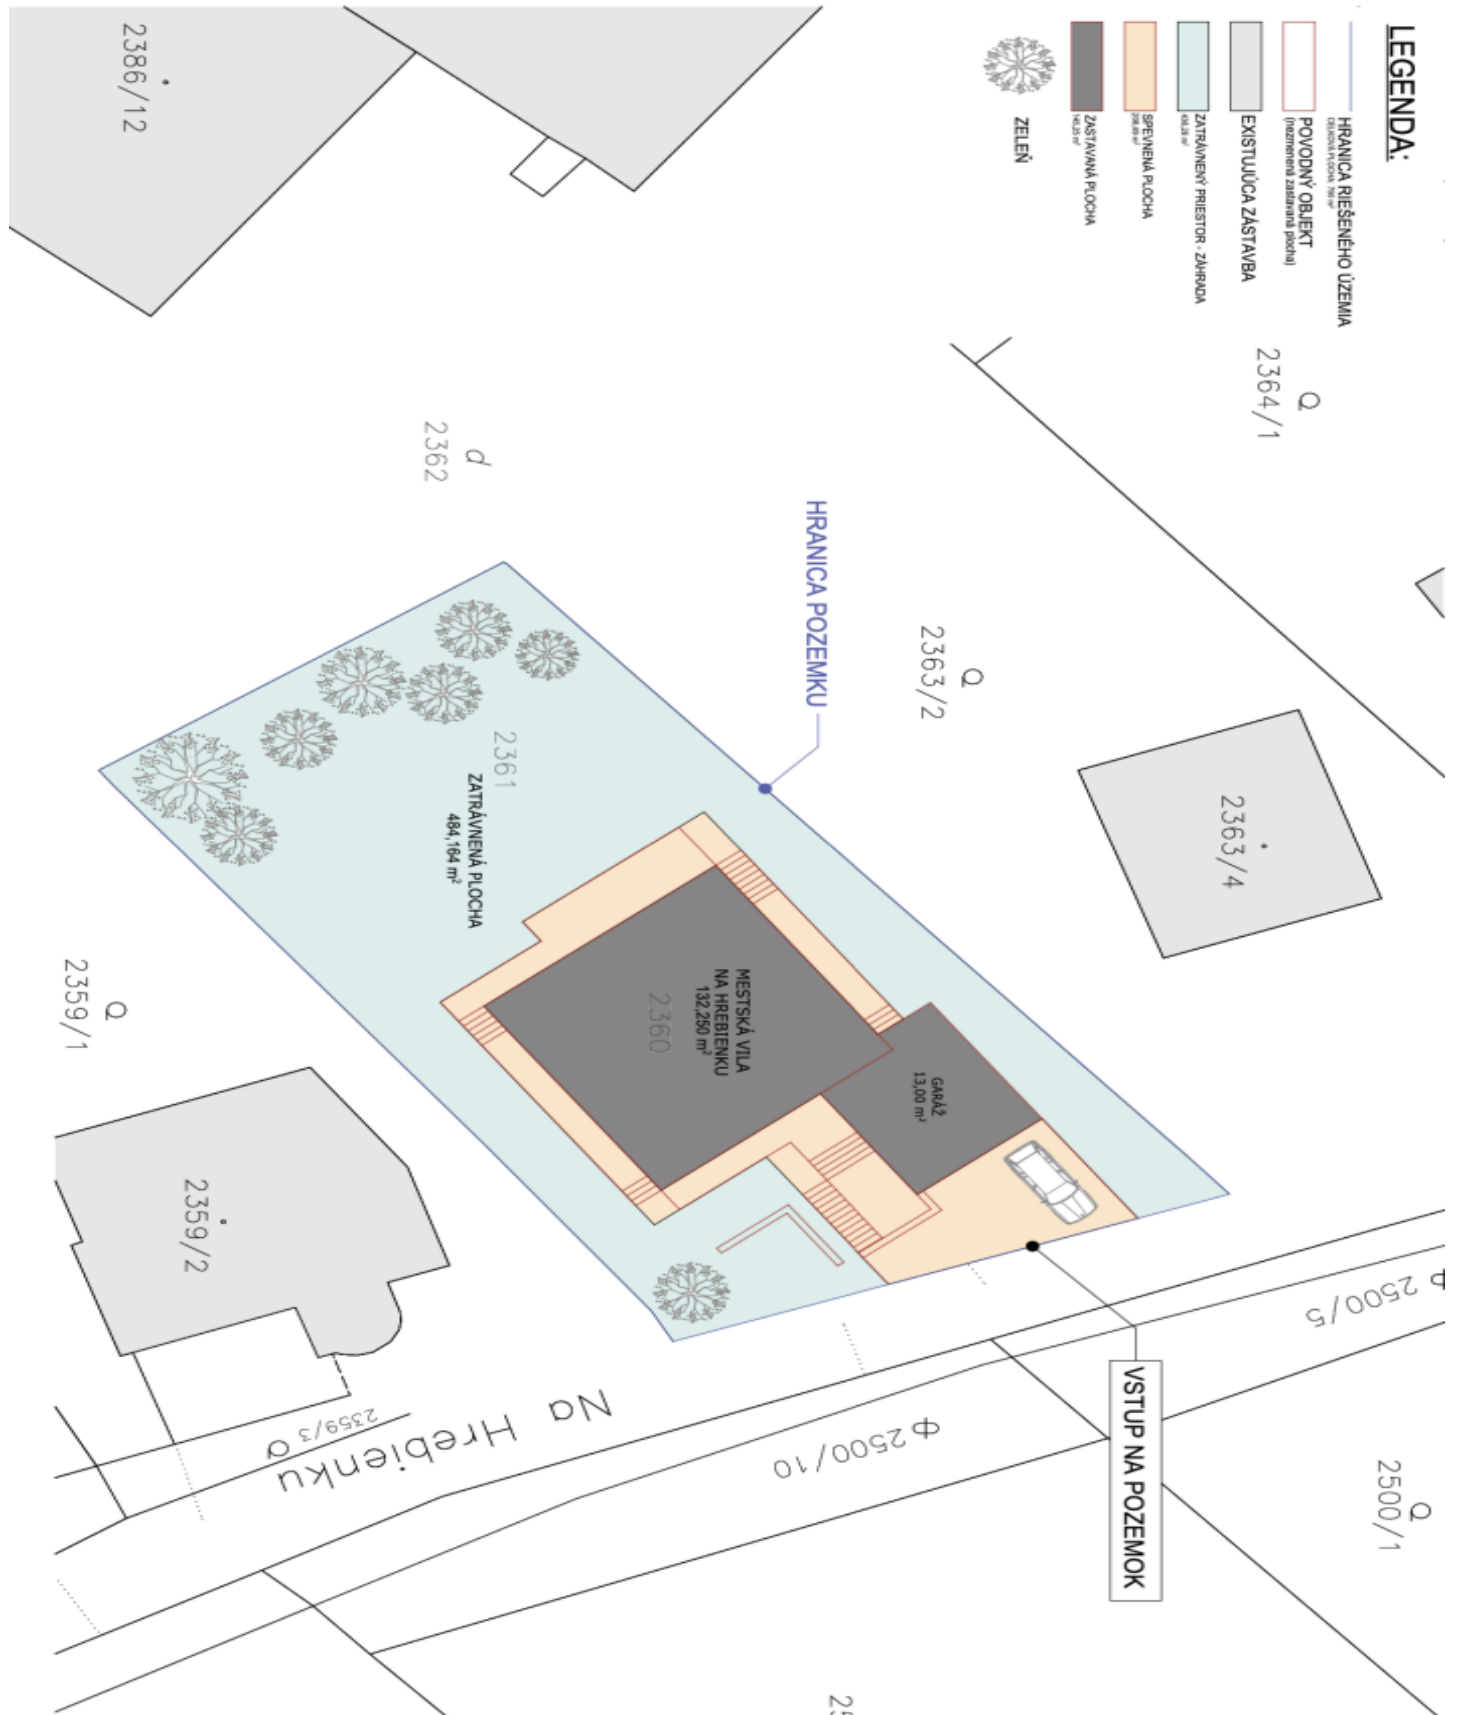 LEGENDA:
HRANICA RIEŠENÉHO ÚZEMIA
POVODNÝ OBJEKT
(nezmenená zastavaná plocha)
EXISTUJÚCA ZÁSTAVBA
ZATRÁVNENÝ PRIESTOR - ZÁHRADA
SPEVNENÁ PLOCHA
ZASTAVANÁ PLOCHA
ZELEŇ
2386/12
Q
2364/1
d
2362
HRANICA POZEMKU
Q
2363/2
2363/4
2361
ZATRÁVNENÁ PLOCHA
484,164 m²
MESTSKÁ VILA
NA HREBIENKU
132,250 m²
2360
GARÁŽ
13,00 m²
Q
2359/1
2359/2
2359/3 Q
Na Hrebienku
2500/5
2500/10
VSTUP NA POZEMOK
Q
2500/1